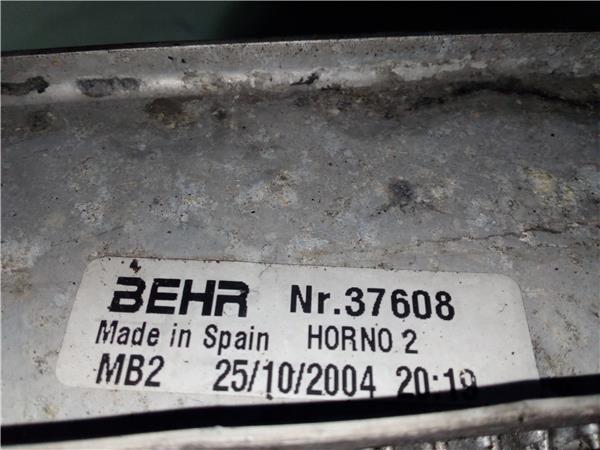 BEHR Nr.37608
Made in Spain HORNO 2
MB2 25/10/2004 20:19